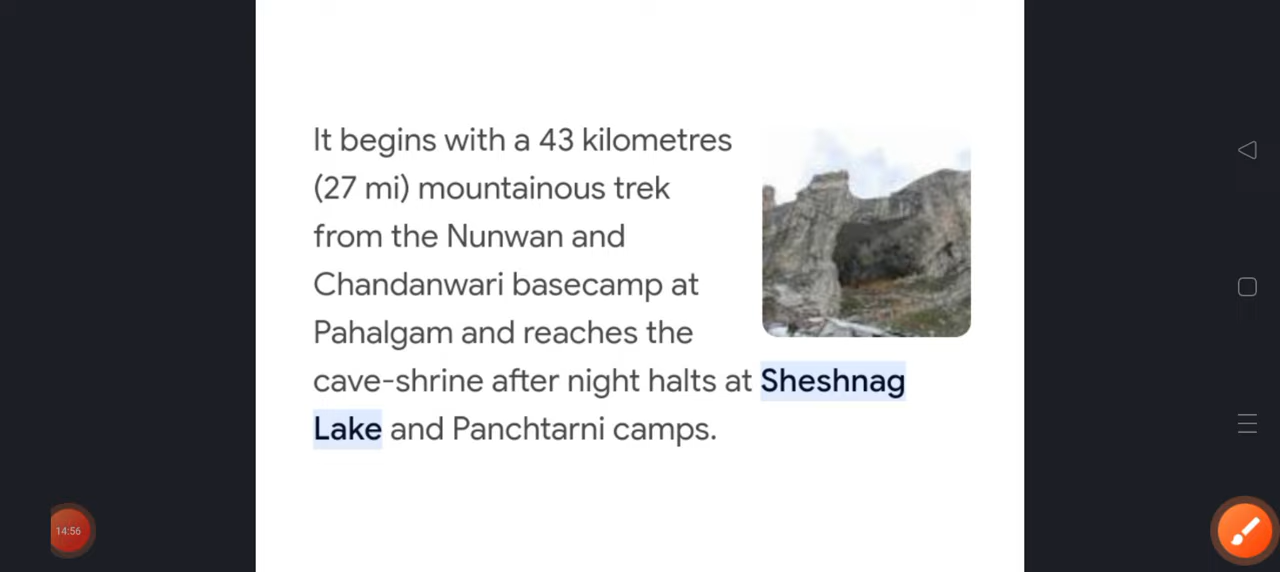 It begins with a 43 kilometres
(27 mi) mountainous trek
from the Nunwan and
Chandanwari basecamp at
Pahalgam and reaches the
cave-shrine after night halts at Sheshnag
Lake and Panchtarni camps.
14:56